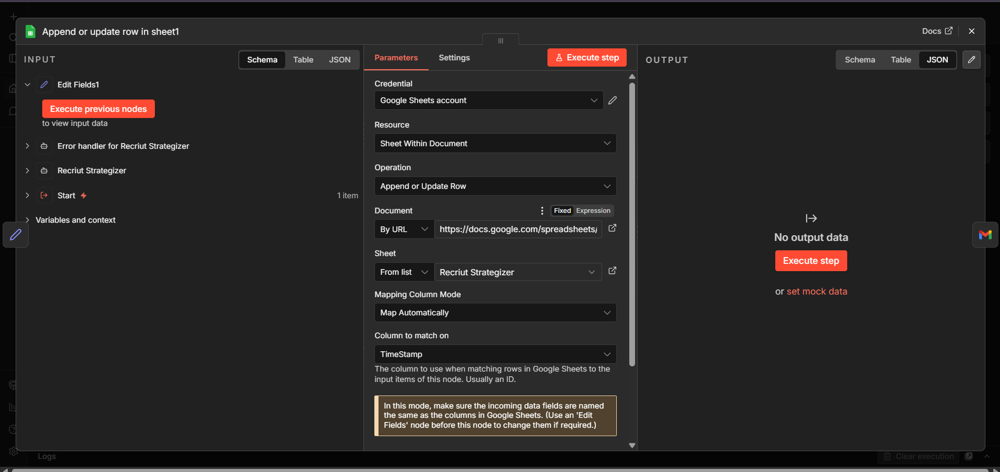 Append or update row in sheet1
Docs
INPUT
Schema
Table
JSON
Edit Fields1
Execute previous nodes
to view input data
Error handler for Recriut Strategizer
Recriut Strategizer
Start
1 item
Variables and context
Parameters
Settings
Execute step
Credential
Google Sheets account
Resource
Sheet Within Document
Operation
Append or Update Row
Document
Fixed
Expression
By URL
https://docs.google.com/spreadsheets/
Sheet
From list
Recriut Strategizer
Mapping Column Mode
Map Automatically
Column to match on
TimeStamp
The column to use when matching rows in Google Sheets to the
input items of this node. Usually an ID.
In this mode, make sure the incoming data fields are named
the same as the columns in Google Sheets. (Use an 'Edit
Fields' node before this node to change them if required.)
OUTPUT
Schema
Table
JSON
No output data
Execute step
or set mock data
Logs
Clear execution